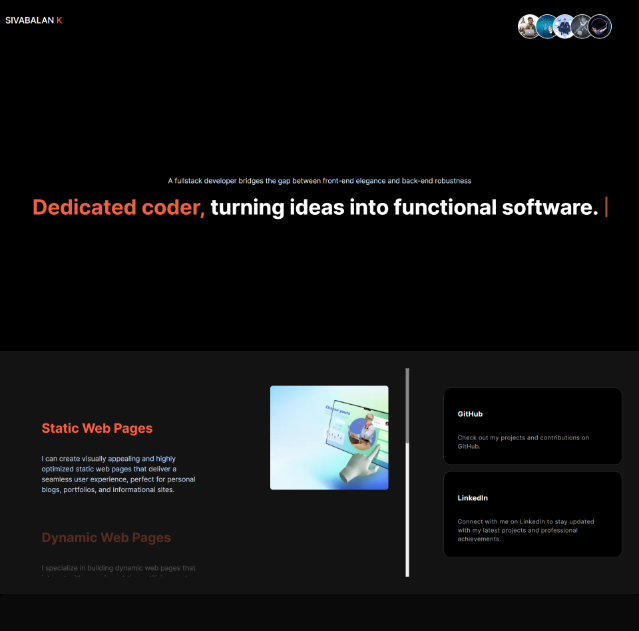 SIVABALAN K
A fullstack developer bridges the gap between front-end elegance and back-end robustness
Dedicated coder, turning ideas into functional software.
Static Web Pages
I can create visually appealing and highly
optimized static web pages that deliver a
seamless user experience, perfect for personal
blogs, portfolios, and informational sites.
Dynamic Web Pages
I specialize in building dynamic web pages that
GitHub
Check out my projects and contributions on
GitHub.
LinkedIn
Connect with me on LinkedIn to stay updated
with my latest projects and professional
achievements.